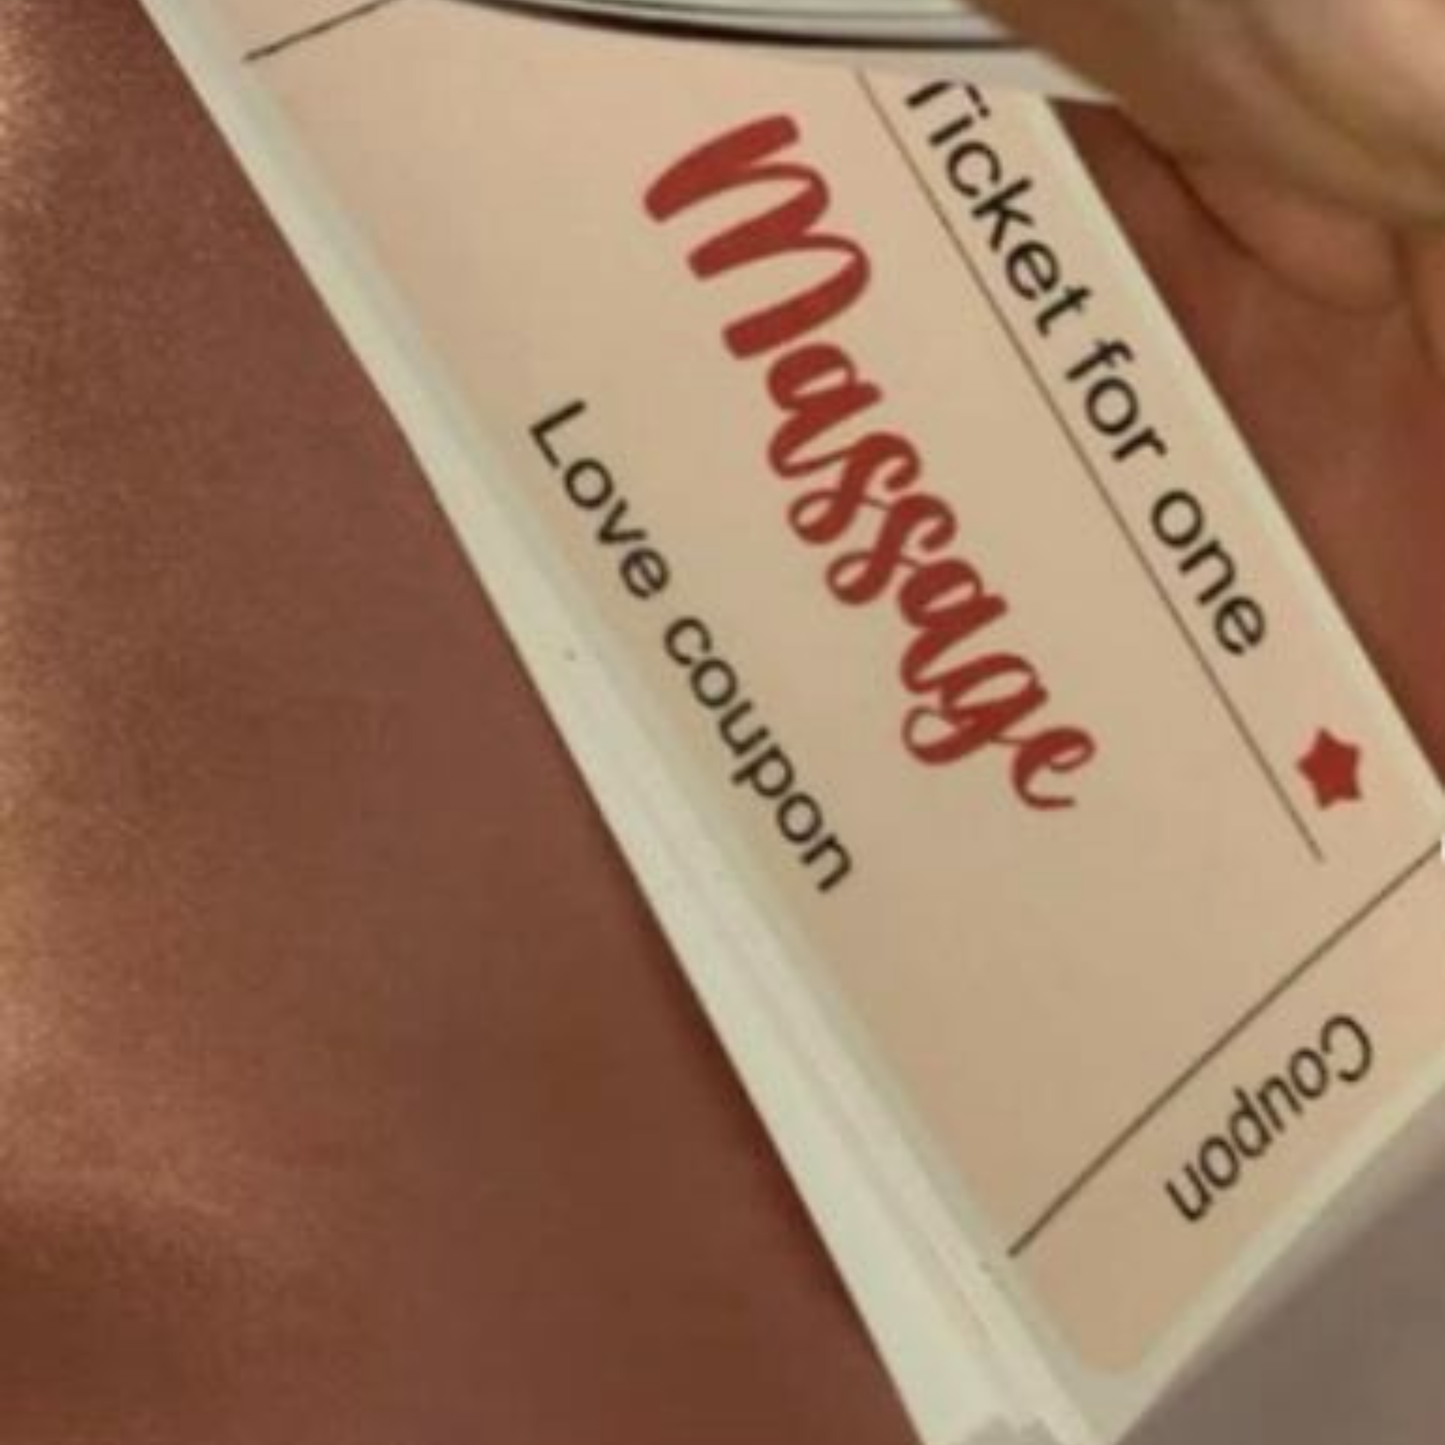 Ticket for one
Massage
Love coupon
Coupon